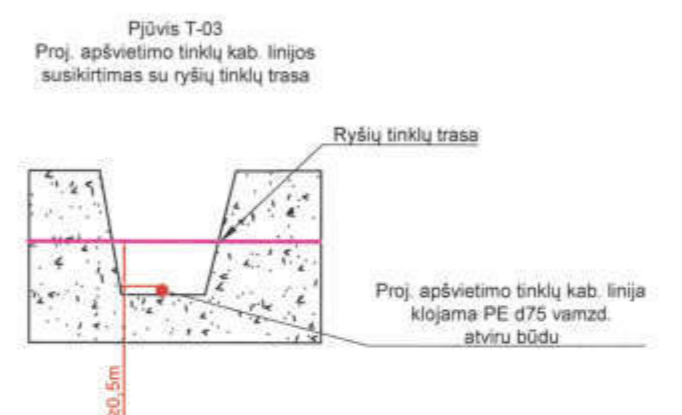 Pjūvis T-03
Proj. apšvietimo tinklų kab. linijos
susikirtimas su ryšių tinklų trasa
Ryšių tinklų trasa
Proj. apšvietimo tinklų kab. linija
klojama PE d75 vamzd.
atviru būdu
≥0,5m